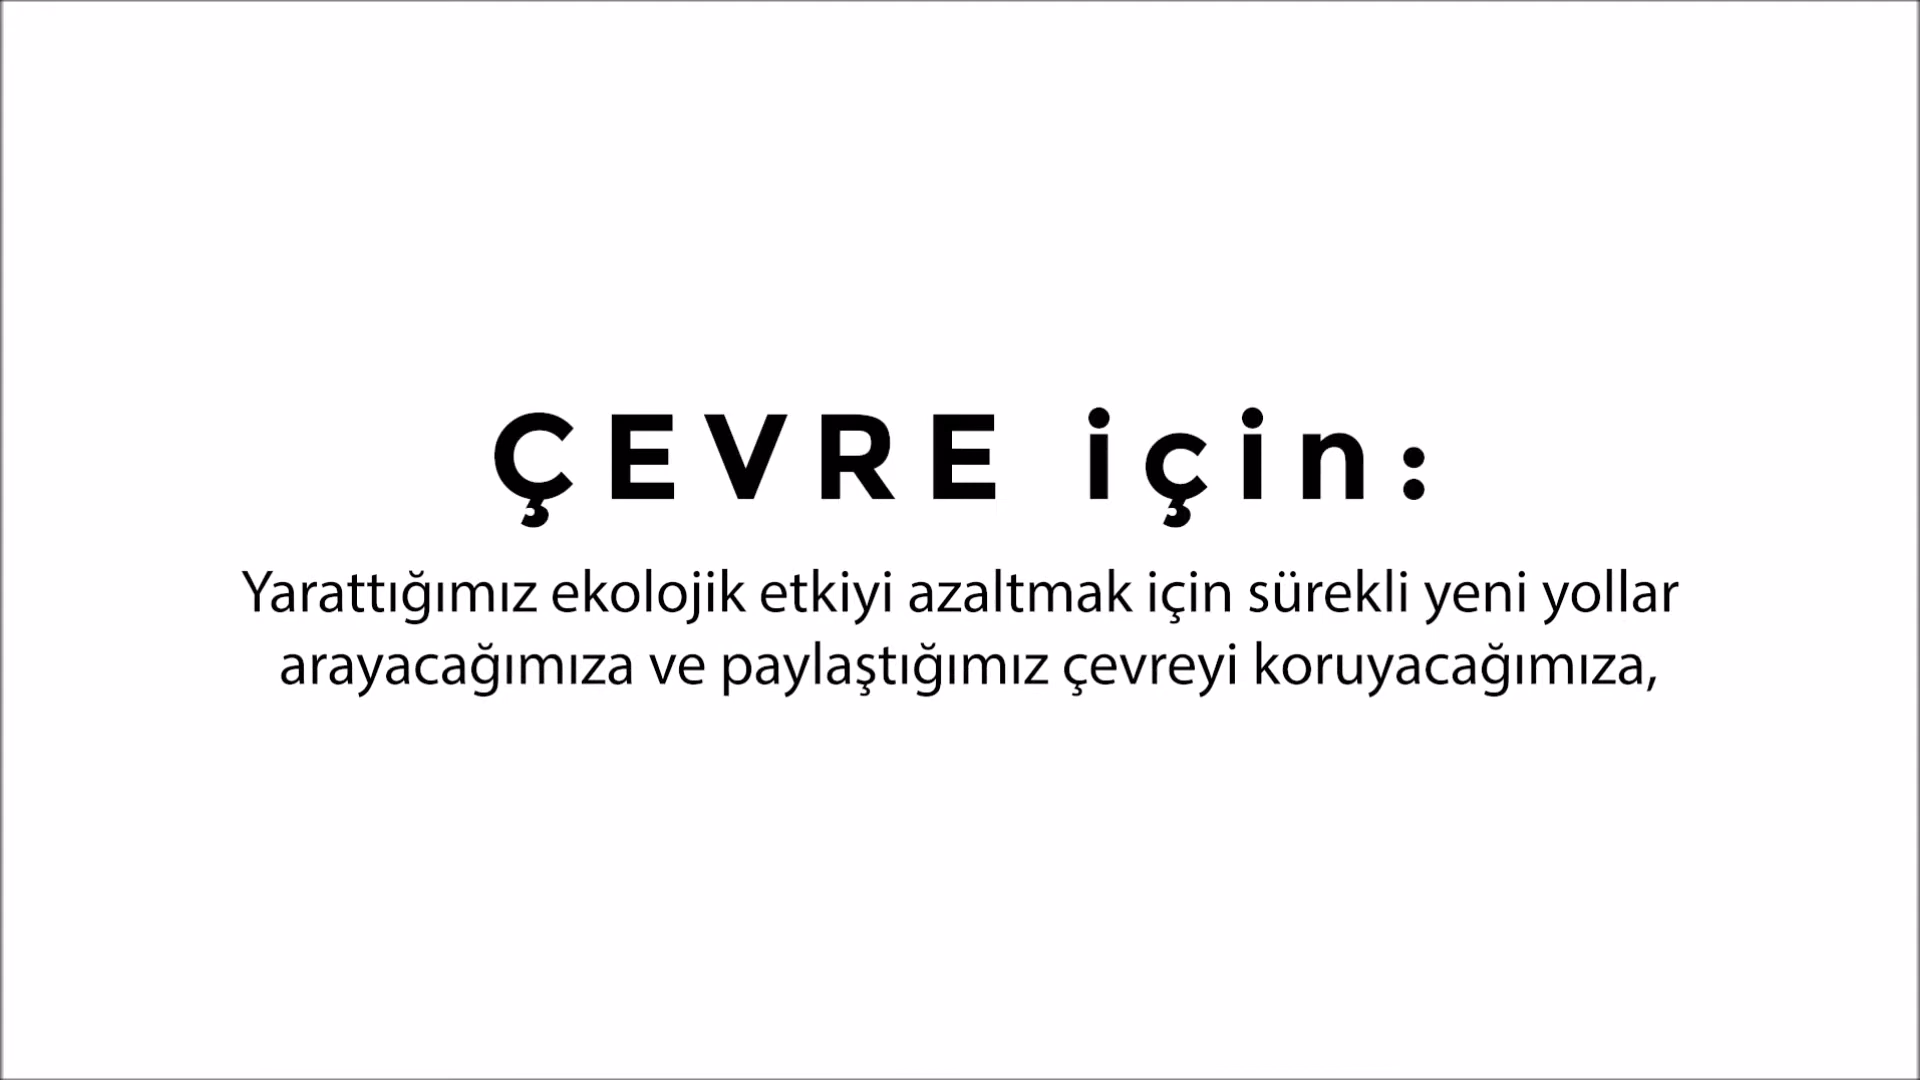 ÇEVRE için:
Yarattığımız ekolojik etkiyi azaltmak için sürekli yeni yollar
arayacağımıza ve paylaştığımız çevreyi koruyacağımıza,